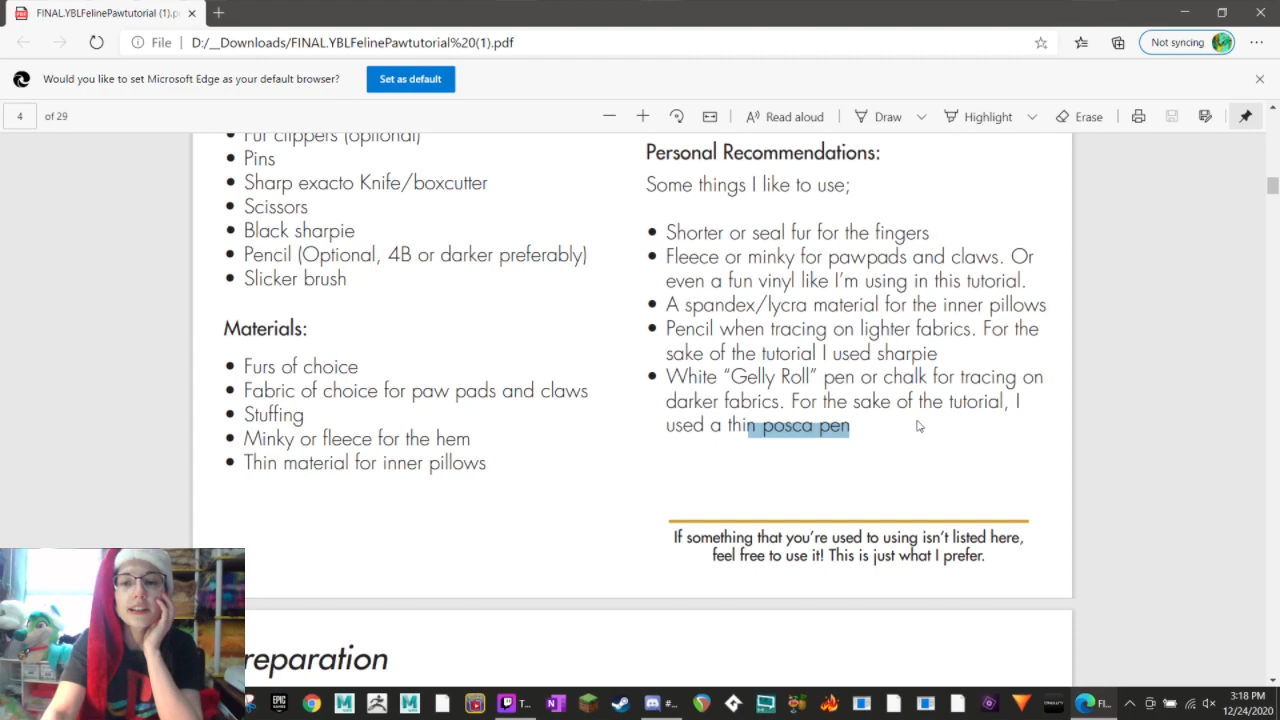 FINAL.YBLFelinePawtutorial (1).p
File D:/__Downloads/FINAL.YBLFelinePawtutorial%20(1).pdf
Not syncing
Would you like to set Microsoft Edge as your default browser?
Set as default
4 of 29
Read aloud
Draw
Highlight
Erase
Fur clippers (optional)
• Pins
• Sharp exacto Knife/boxcutter
• Scissors
• Black sharpie
• Pencil (Optional, 4B or darker preferably)
• Slicker brush
Materials:
• Furs of choice
• Fabric of choice for paw pads and claws
• Stuffing
• Minky or fleece for the hem
• Thin material for inner pillows
Personal Recommendations:
Some things I like to use;
• Shorter or seal fur for the fingers
• Fleece or minky for pawpads and claws. Or
even a fun vinyl like I'm using in this tutorial.
• A spandex/lycra material for the inner pillows
• Pencil when tracing on lighter fabrics. For the
sake of the tutorial I used sharpie
• White “Gelly Roll” pen or chalk for tracing on
darker fabrics. For the sake of the tutorial, I
used a thin posca pen
If something that you're used to using isn't listed here,
feel free to use it! This is just what I prefer.
reparation
EPIC GAMES
T...
#...
Fl...
3:18 PM
12/24/2020